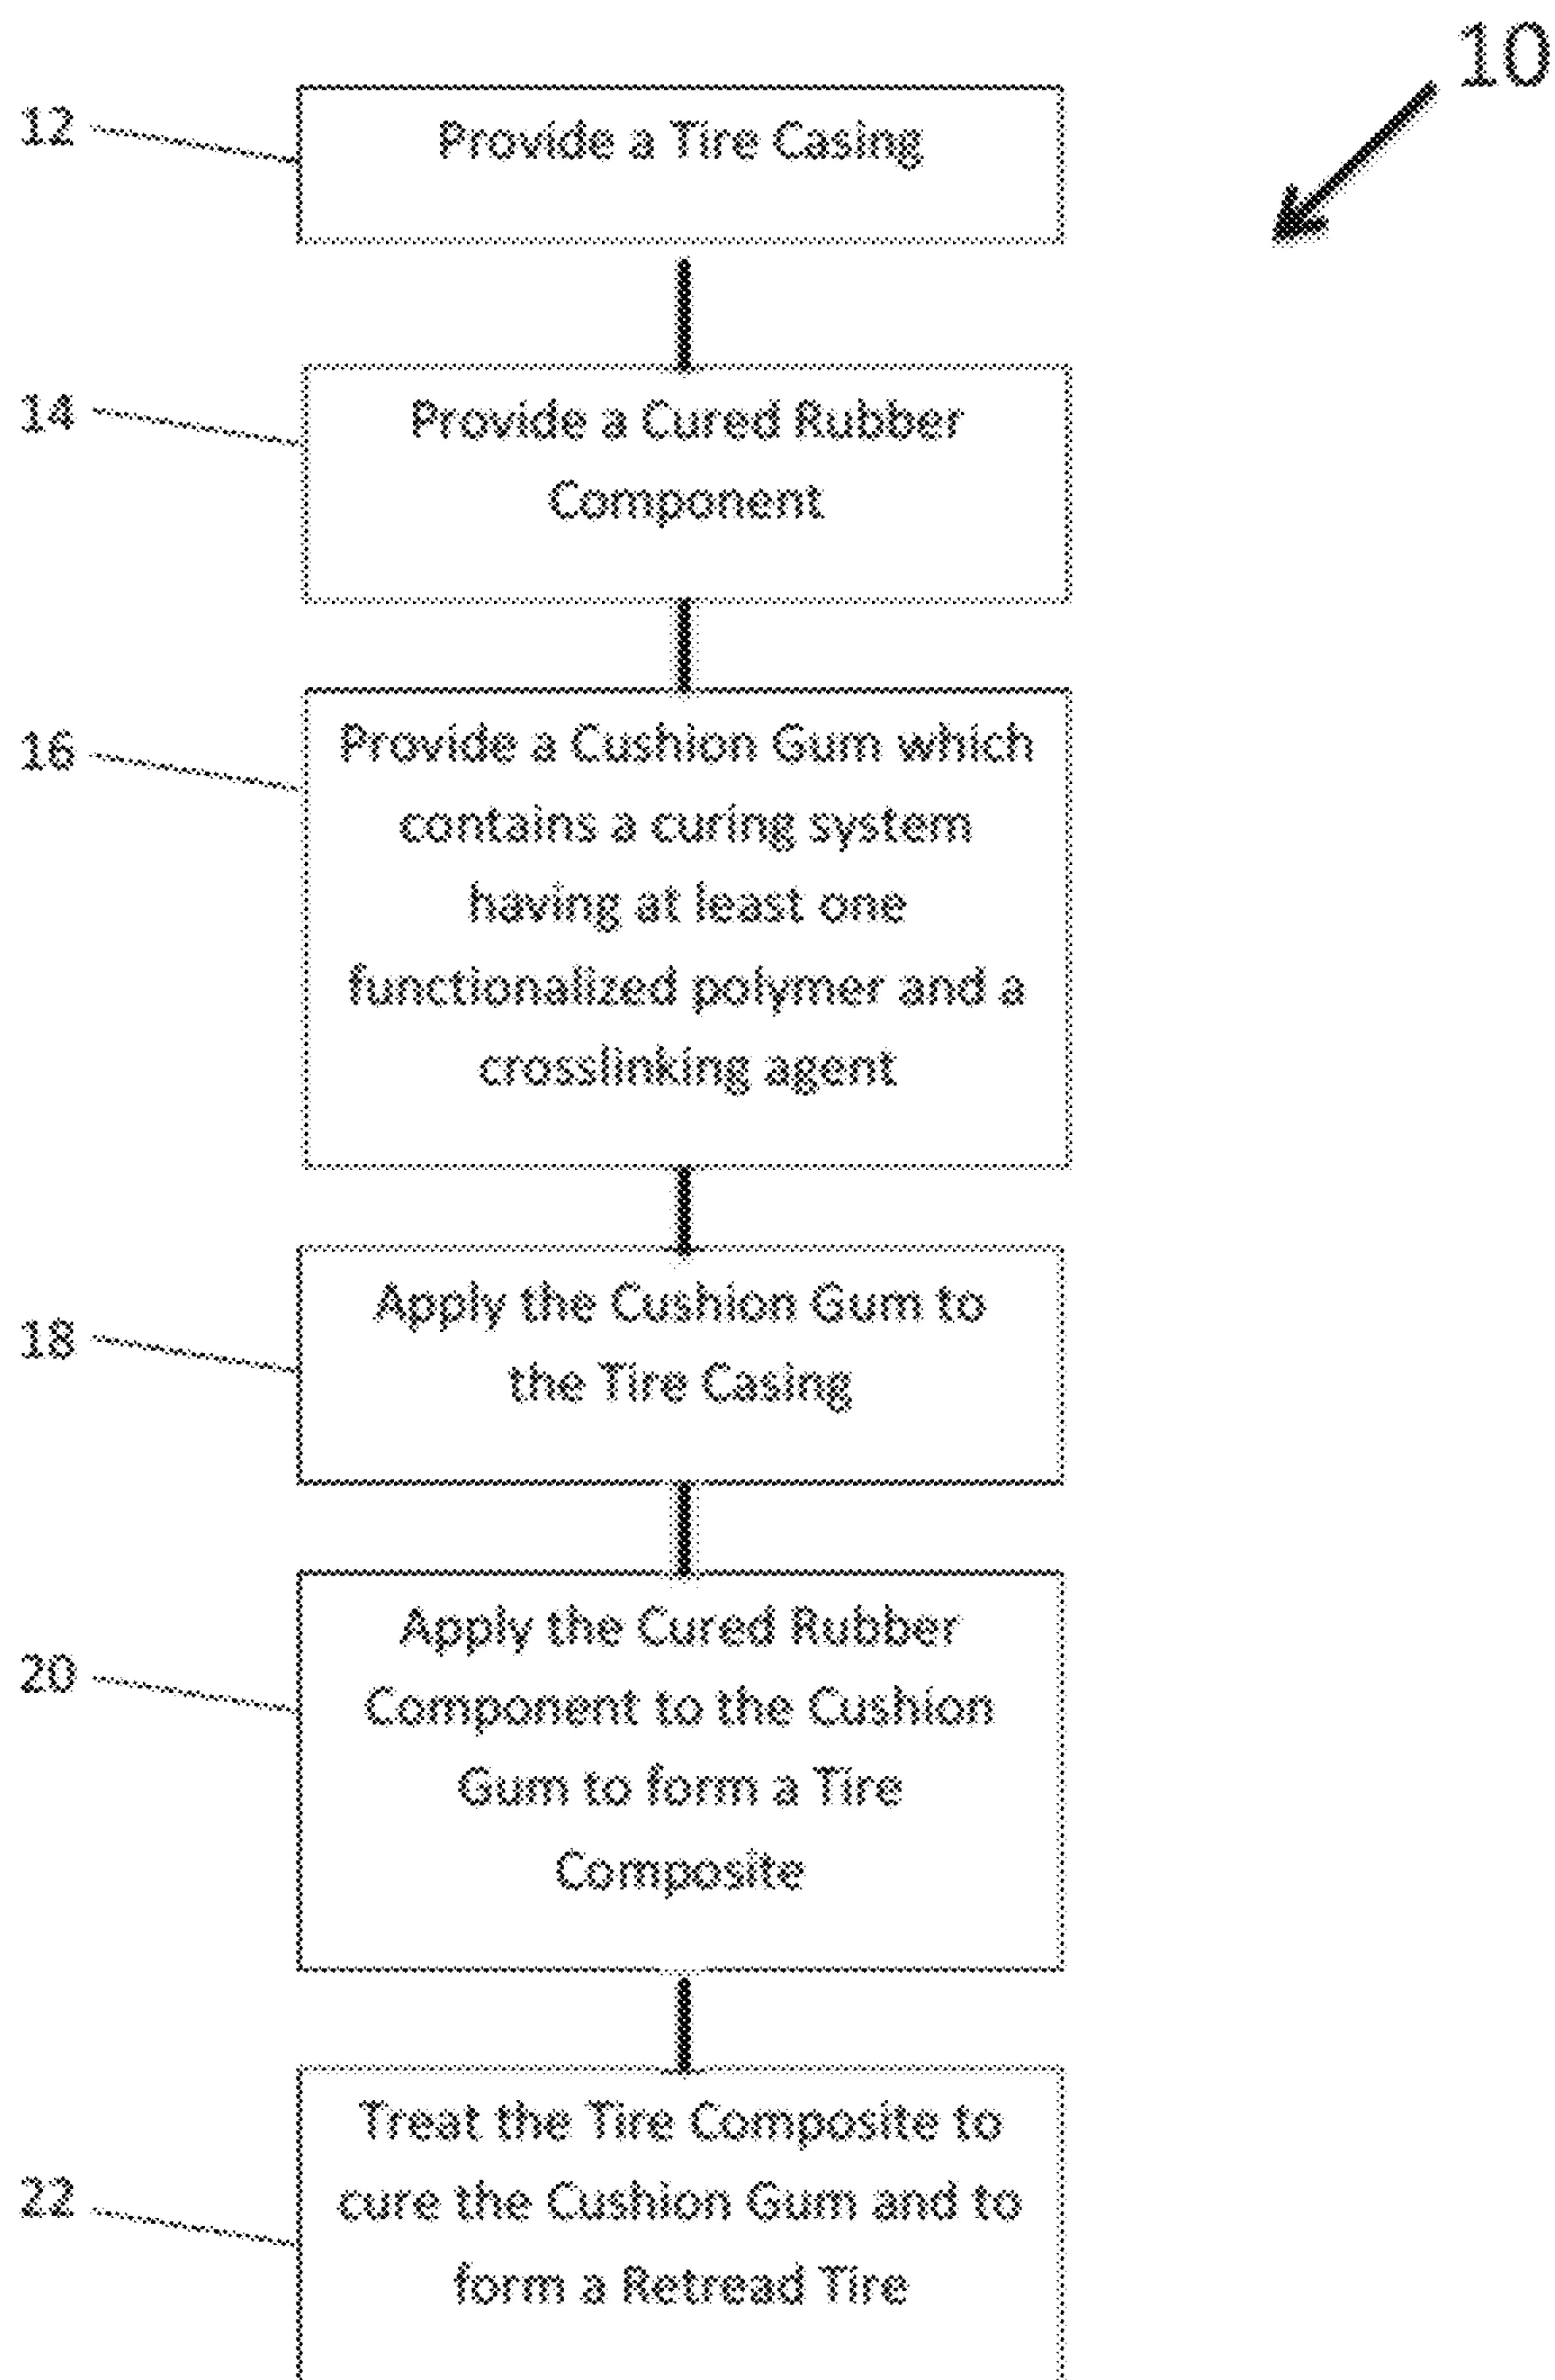 10
12
Provide a Tire Casing
14
Provide a Cured Rubber
Component
16
Provide a Cushion Gum which
contains a curing system
having at least one
functionalized polymer and a
crosslinking agent
18
Apply the Cushion Gum to
the Tire Casing
20
Apply the Cured Rubber
Component to the Cushion
Gum to form a Tire
Composite
22
Treat the Tire Composite to
cure the Cushion Gum and to
form a Retread Tire